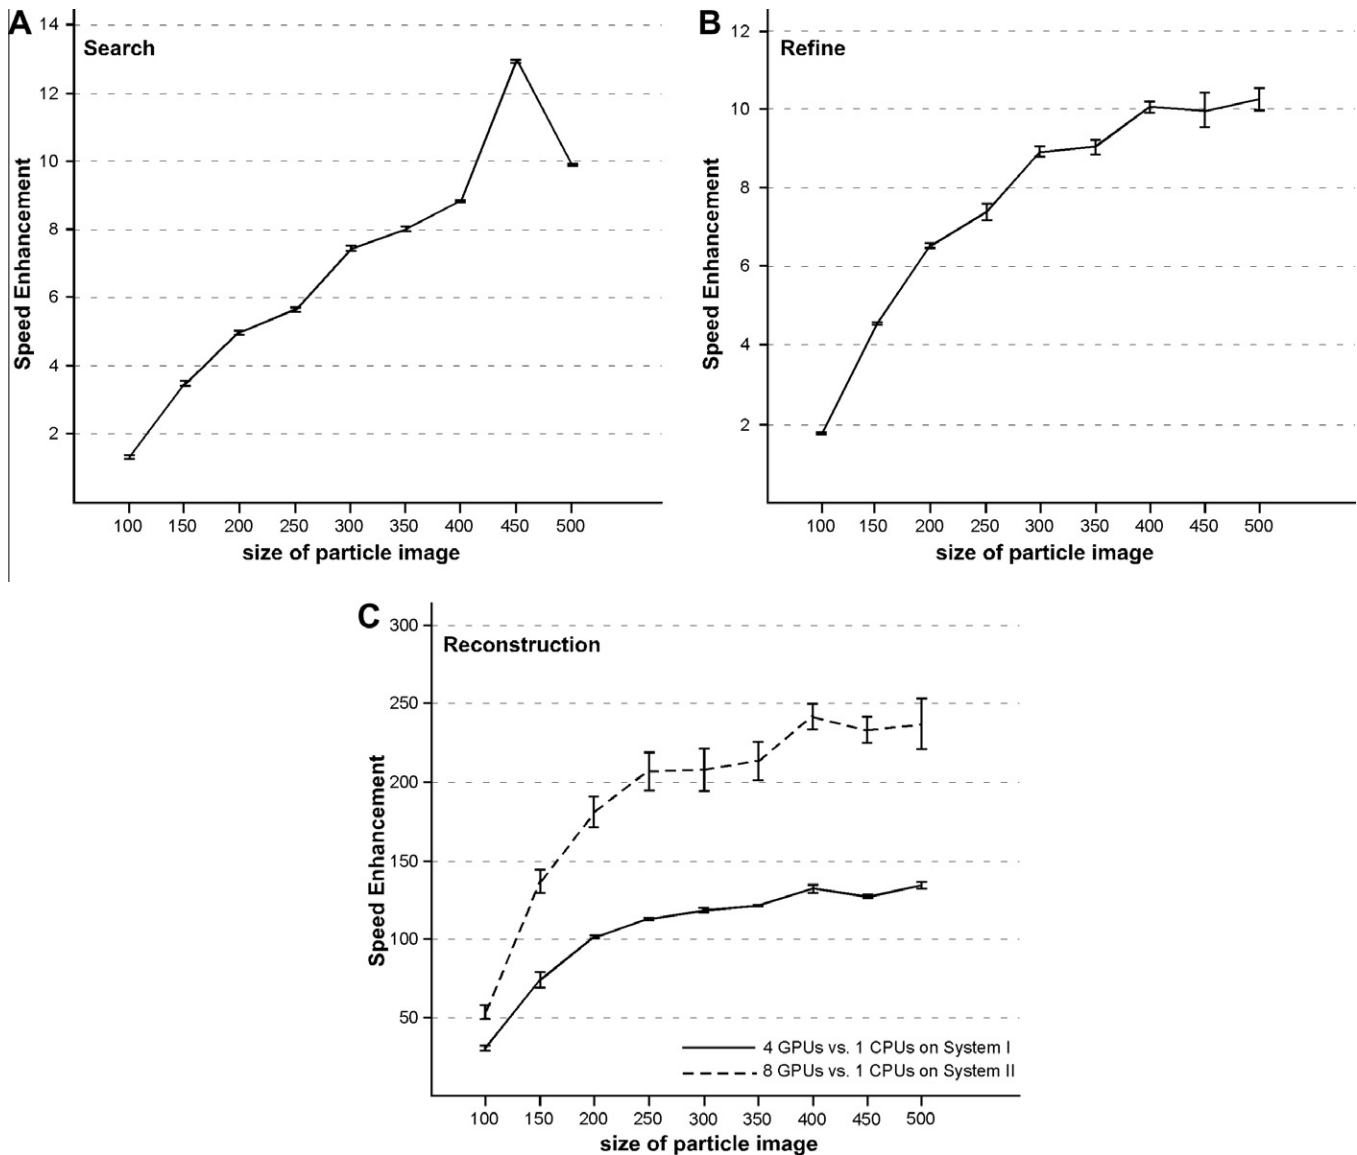 A
Search
14
12
10
8
6
4
2
Speed Enhancement
100 150 200 250 300 350 400 450 500
size of particle image
B
Refine
12
10
8
6
4
2
Speed Enhancement
100 150 200 250 300 350 400 450 500
size of particle image
C
Reconstruction
300
250
200
150
100
50
Speed Enhancement
4 GPUs vs. 1 CPUs on System I
8 GPUs vs. 1 CPUs on System II
100 150 200 250 300 350 400 450 500
size of particle image